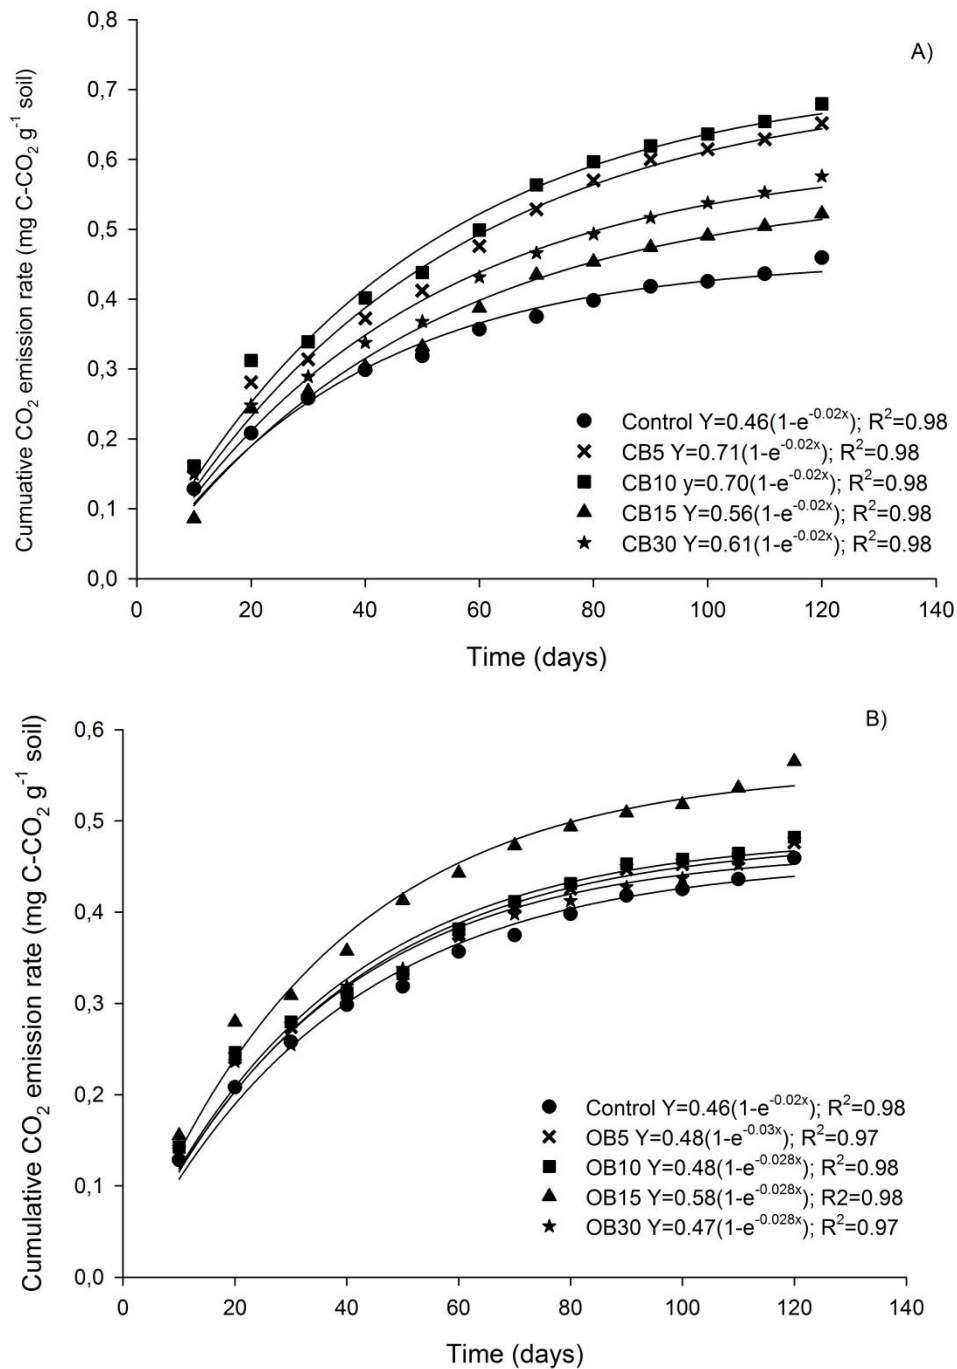 A)
Cumuative CO2 emission rate (mg C-CO2 g-1 soil)
0,8
0,7
0,6
0,5
0,4
0,3
0,2
0,1
0,0
Control Y=0.46(1-e-0.02x); R2=0.98
CB5 Y=0.71(1-e-0.02x); R2=0.98
CB10 y=0.70(1-e-0.02x); R2=0.98
CB15 Y=0.56(1-e-0.02x); R2=0.98
CB30 Y=0.61(1-e-0.02x); R2=0.98
0 20 40 60 80 100 120 140
Time (days)
B)
Cumulative CO2 emission rate (mg C-CO2 g-1 soil)
0,6
0,5
0,4
0,3
0,2
0,1
0,0
Control Y=0.46(1-e-0.02x); R2=0.98
OB5 Y=0.48(1-e-0.03x); R2=0.97
OB10 Y=0.48(1-e-0.028x); R2=0.98
OB15 Y=0.58(1-e-0.028x); R2=0.98
OB30 Y=0.47(1-e-0.028x); R2=0.97
0 20 40 60 80 100 120 140
Time (days)